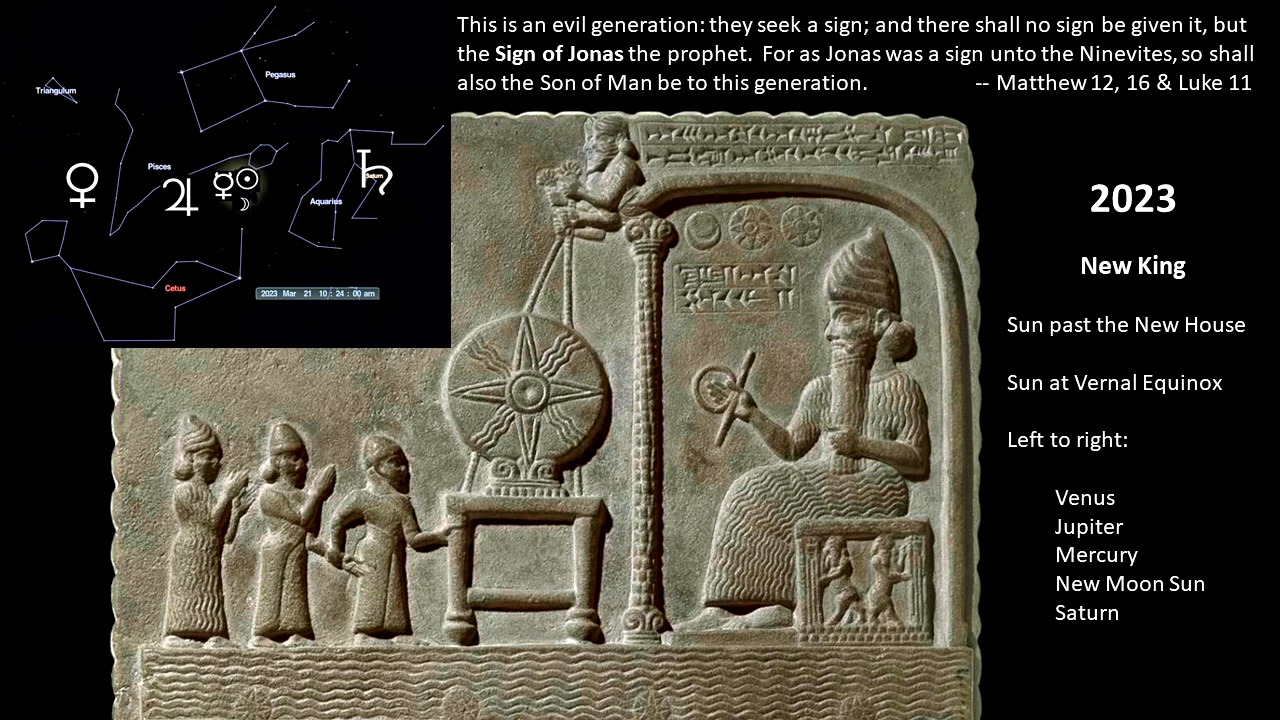 This is an evil generation: they seek a sign; and there shall no sign be given it, but
the Sign of Jonas the prophet.  For as Jonas was a sign unto the Ninevites, so shall
also the Son of Man be to this generation.                    -- Matthew 12, 16 & Luke 11
Pegasus
Triangulum
Pisces
♀ ♃ ☿ ☉ ☽ ♄
Saturn
Aquarius
Cetus
2023 Mar 21 10 : 24 : 00 am
2023
New King
Sun past the New House
Sun at Vernal Equinox
Left to right:
Venus
Jupiter
Mercury
New Moon Sun
Saturn